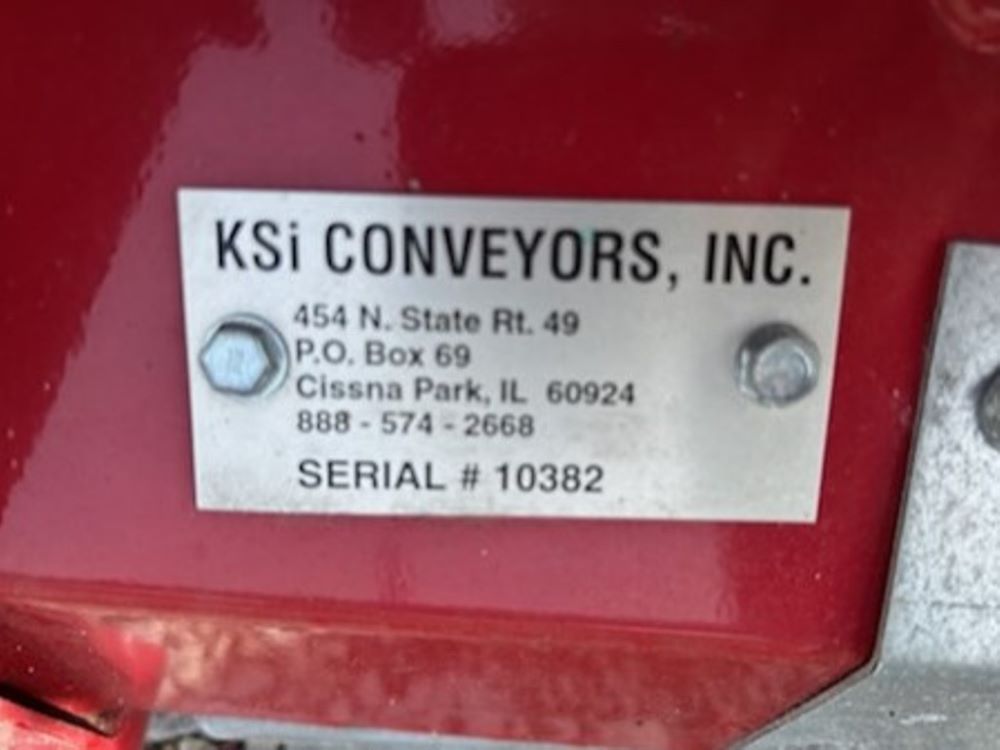 KSi CONVEYORS, INC.
454 N. State Rt. 49
P.O. Box 69
Cissna Park, IL 60924
888 - 574 - 2668
SERIAL # 10382